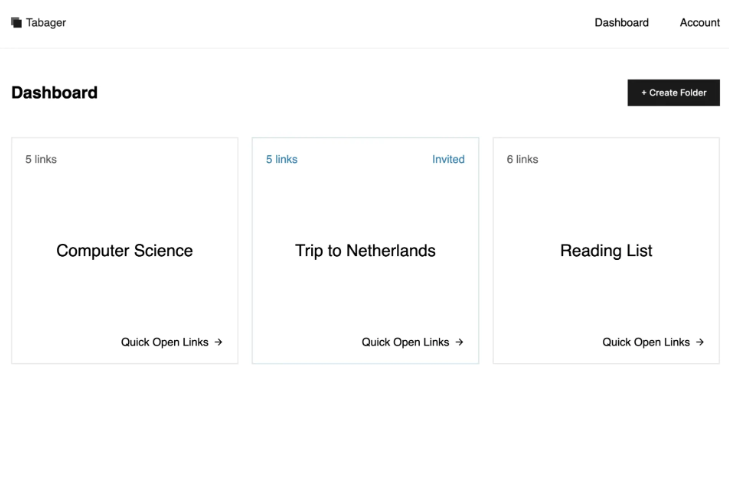 Tabager
Dashboard
Account
Dashboard
+ Create Folder
5 links
Computer Science
Quick Open Links →
5 links
Invited
Trip to Netherlands
Quick Open Links →
6 links
Reading List
Quick Open Links →